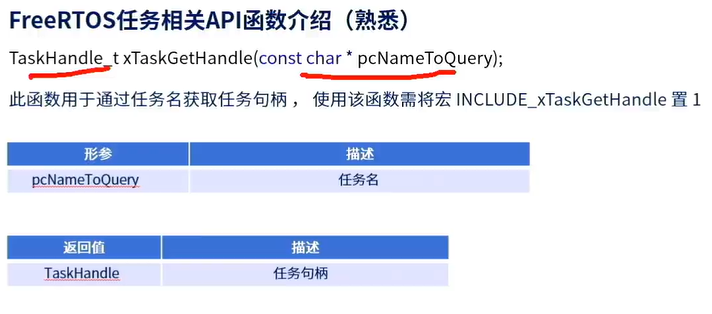 FreeRTOS任务相关API函数介绍（熟悉）
TaskHandle_t xTaskGetHandle(const char * pcNameToQuery);
此函数用于通过任务名获取任务句柄 ， 使用该函数需将宏 INCLUDE_xTaskGetHandle 置 1
形参 描述
pcNameToQuery 任务名
返回值 描述
TaskHandle 任务句柄